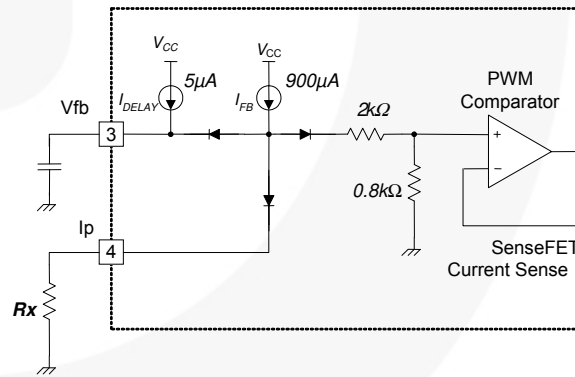 VCC
5µA
IDELAY
VCC
900µA
IFB
Vfb
3
2kΩ
0.8kΩ
PWM
Comparator
+
−
Ip
4
Rx
SenseFET
Current Sense